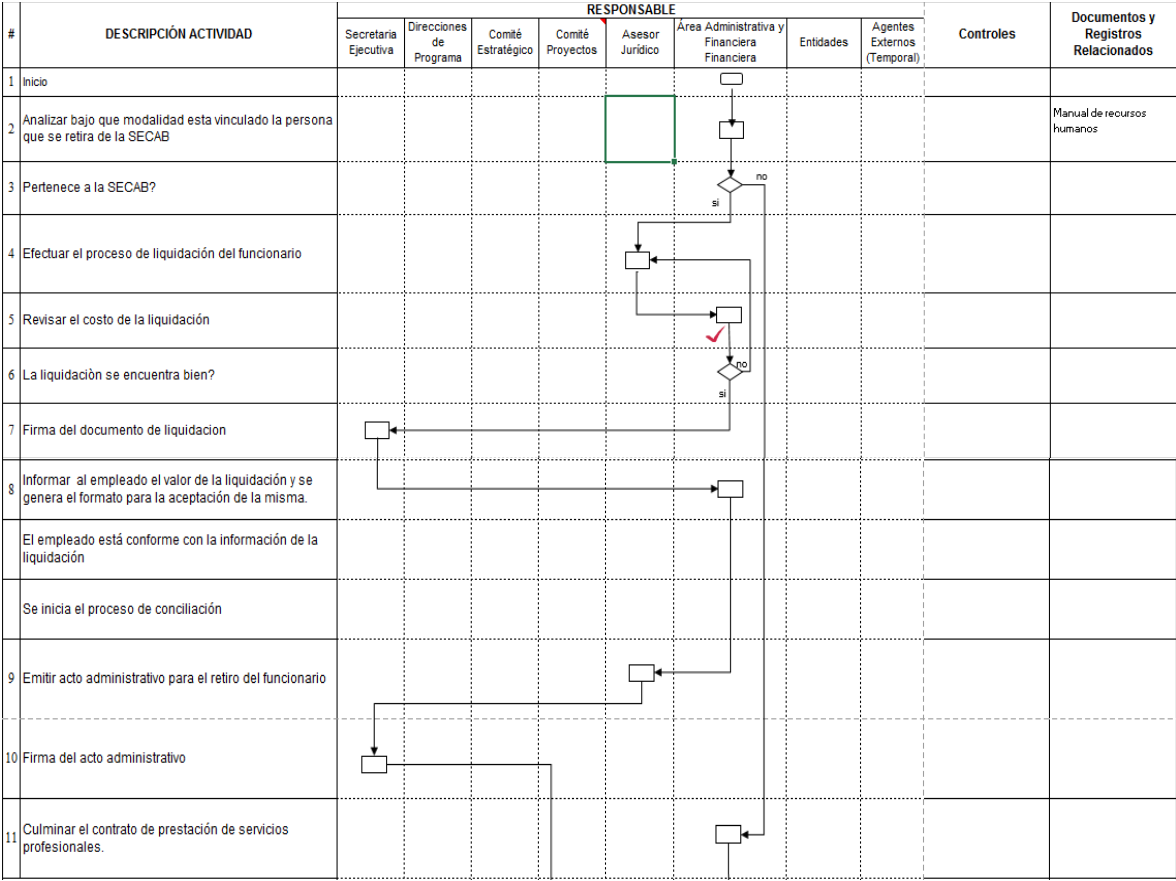 RESPONSABLE
#
DESCRIPCIÓN ACTIVIDAD
Secretaria
Ejecutiva
Direcciones
de
Programa
Comité
Estratégico
Comité
Proyectos
Asesor
Jurídico
Área Administrativa y
Financiera
Financiera
Entidades
Agentes
Externos
(Temporal)
Controles
Documentos y
Registros
Relacionados
1 Inicio
2 Analizar bajo que modalidad esta vinculado la persona
que se retira de la SECAB
Manual de recursos
humanos
3 Pertenece a la SECAB?
no
si
4 Efectuar el proceso de liquidación del funcionario
5 Revisar el costo de la liquidación
6 La liquidaciòn se encuentra bien?
no
si
7 Firma del documento de liquidacion
8 Informar al empleado el valor de la liquidación y se
genera el formato para la aceptación de la misma.
El empleado está conforme con la información de la
liquidación
Se inicia el proceso de conciliación
9 Emitir acto administrativo para el retiro del funcionario
10 Firma del acto administrativo
11 Culminar el contrato de prestación de servicios
profesionales.